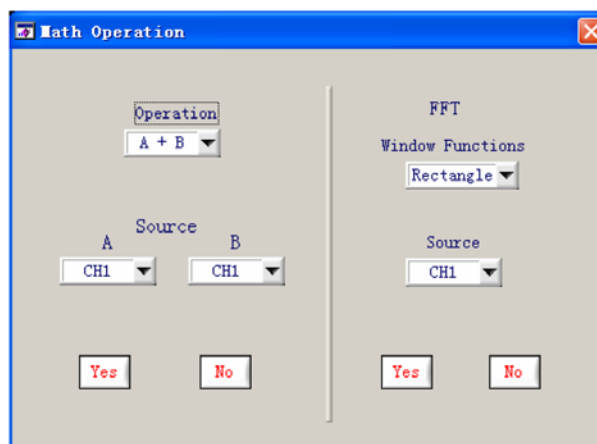 Math Operation
Operation
A + B
Source
A B
CH1 CH1
Yes No
FFT
Window Functions
Rectangle
Source
CH1
Yes No